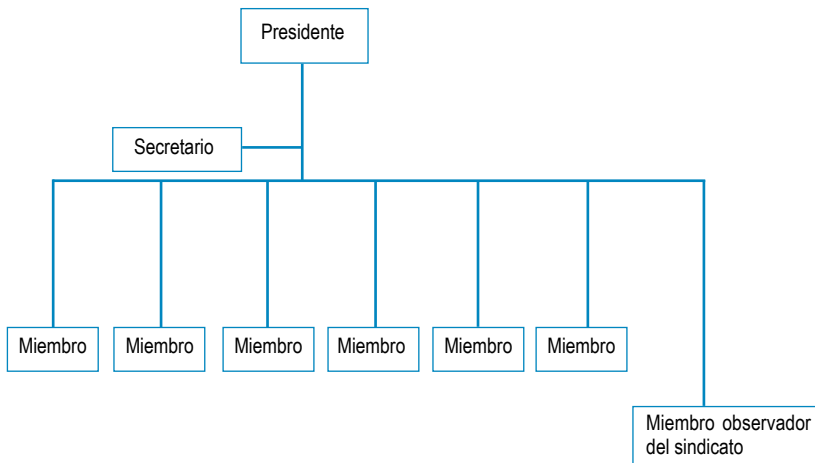 Presidente
Secretario
Miembro
Miembro
Miembro
Miembro
Miembro
Miembro
Miembro observador
del sindicato